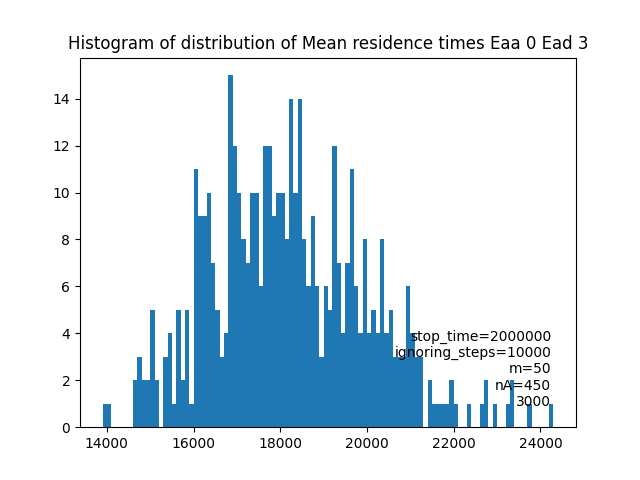 Histogram of distribution of Mean residence times Eaa 0 Ead 3
14
12
10
8
6
4
2
0
stop_time=2000000
ignoring_steps=10000
m=50
nA=450
3000
14000 16000 18000 20000 22000 24000